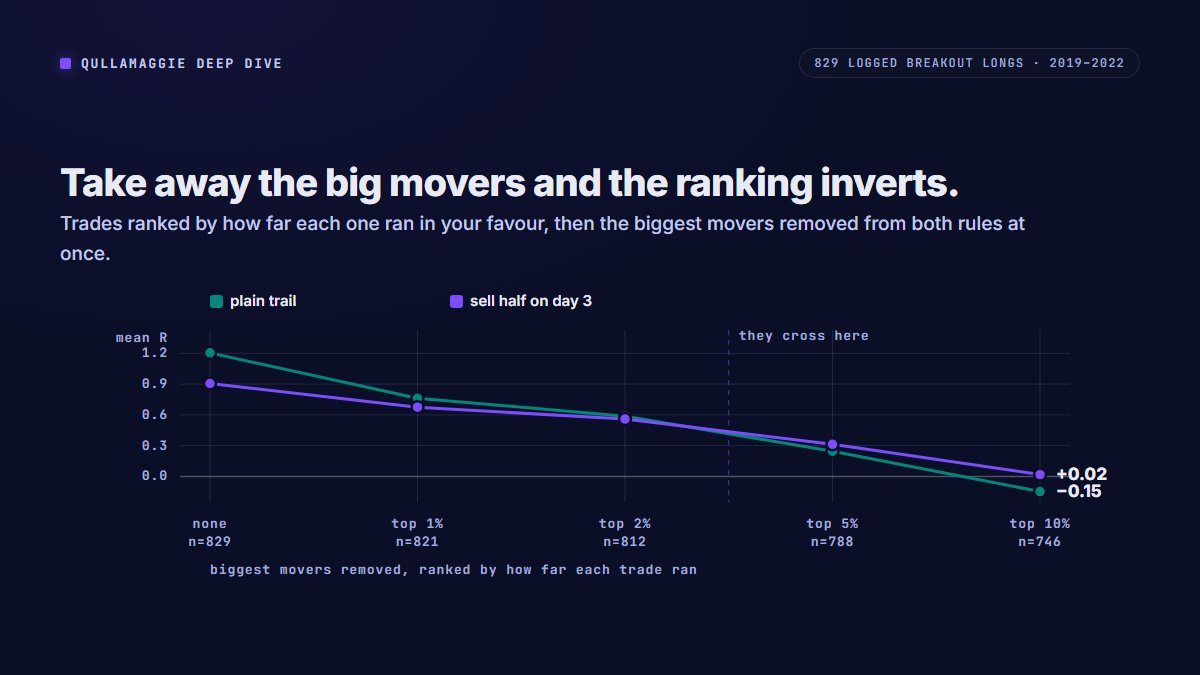 QULLAMAGGIE DEEP DIVE
829 LOGGED BREAKOUT LONGS · 2019–2022
Take away the big movers and the ranking inverts.
Trades ranked by how far each one ran in your favour, then the biggest movers removed from both rules at
once.
plain trail
sell half on day 3
mean R
they cross here
1.2
0.9
0.6
0.3
0.0
+0.02
−0.15
none
n=829
top 1%
n=821
top 2%
n=812
top 5%
n=788
top 10%
n=746
biggest movers removed, ranked by how far each trade ran